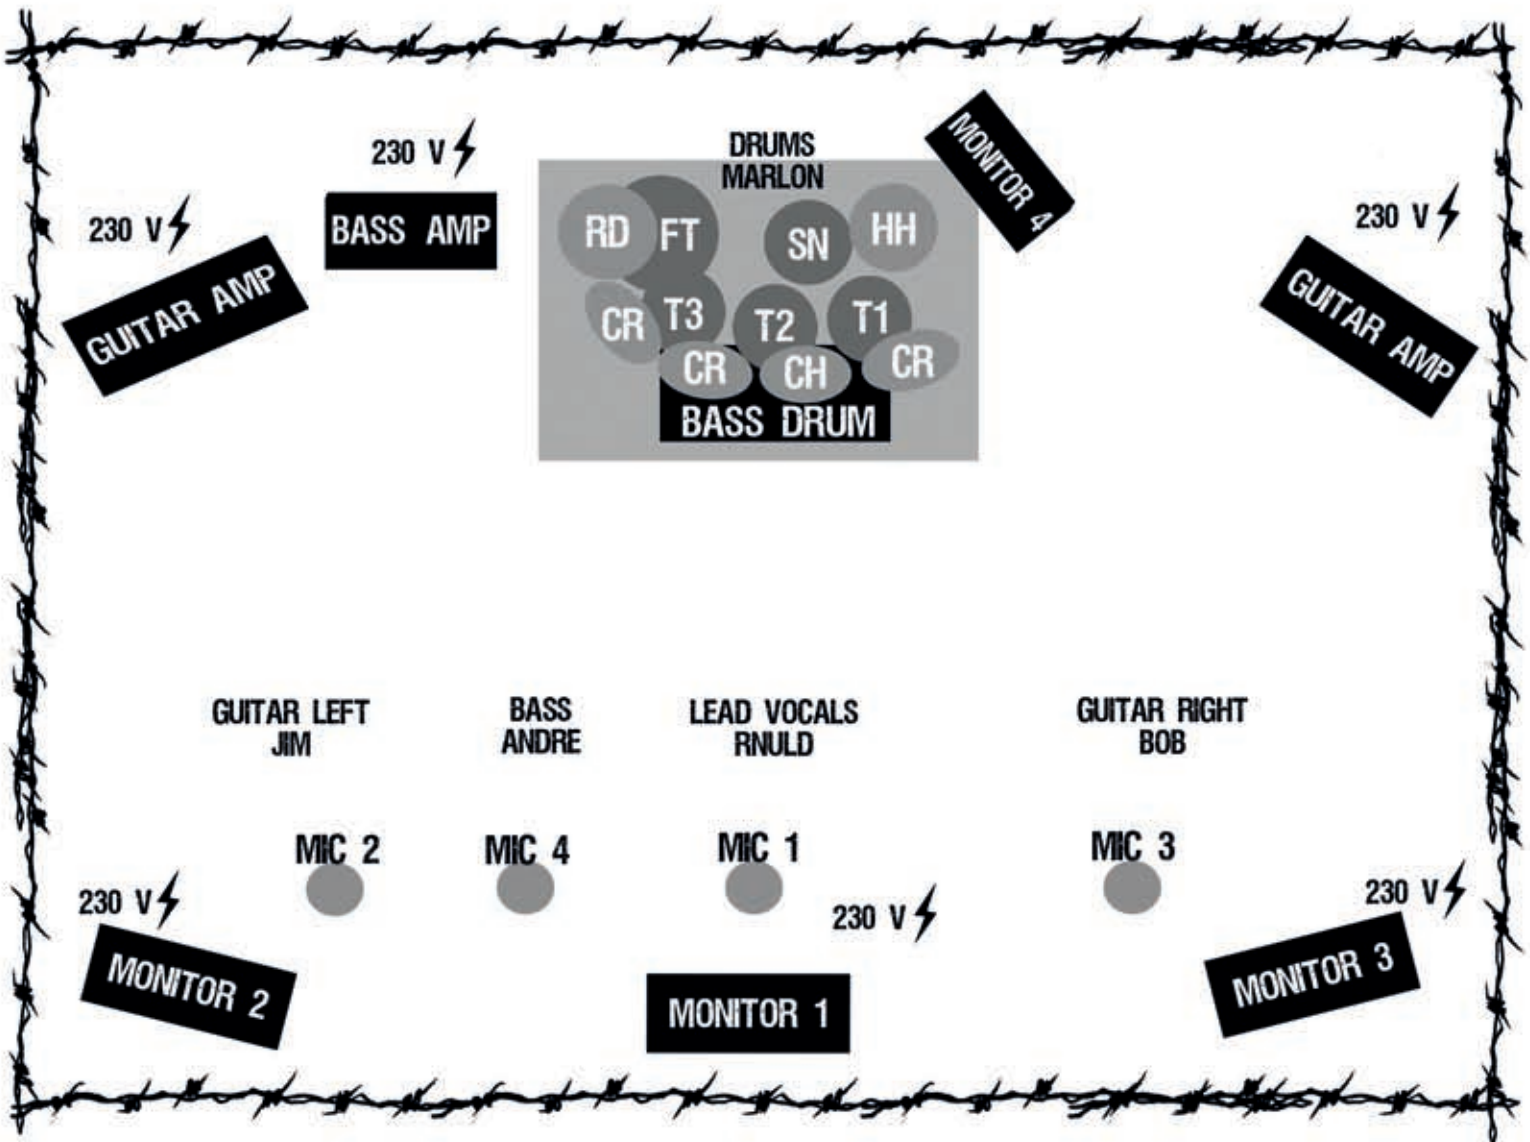 230 V
DRUMS
MARLON
MONITOR 4
230 V
BASS AMP
230 V
GUITAR AMP
GUITAR AMP
RD
FT
SN
HH
CR
T3
T2
T1
CR
CH
CR
BASS DRUM
GUITAR LEFT
JIM
BASS
ANDRE
LEAD VOCALS
RNULD
GUITAR RIGHT
BOB
MIC 2
MIC 4
MIC 1
MIC 3
230 V
230 V
230 V
MONITOR 2
MONITOR 1
MONITOR 3